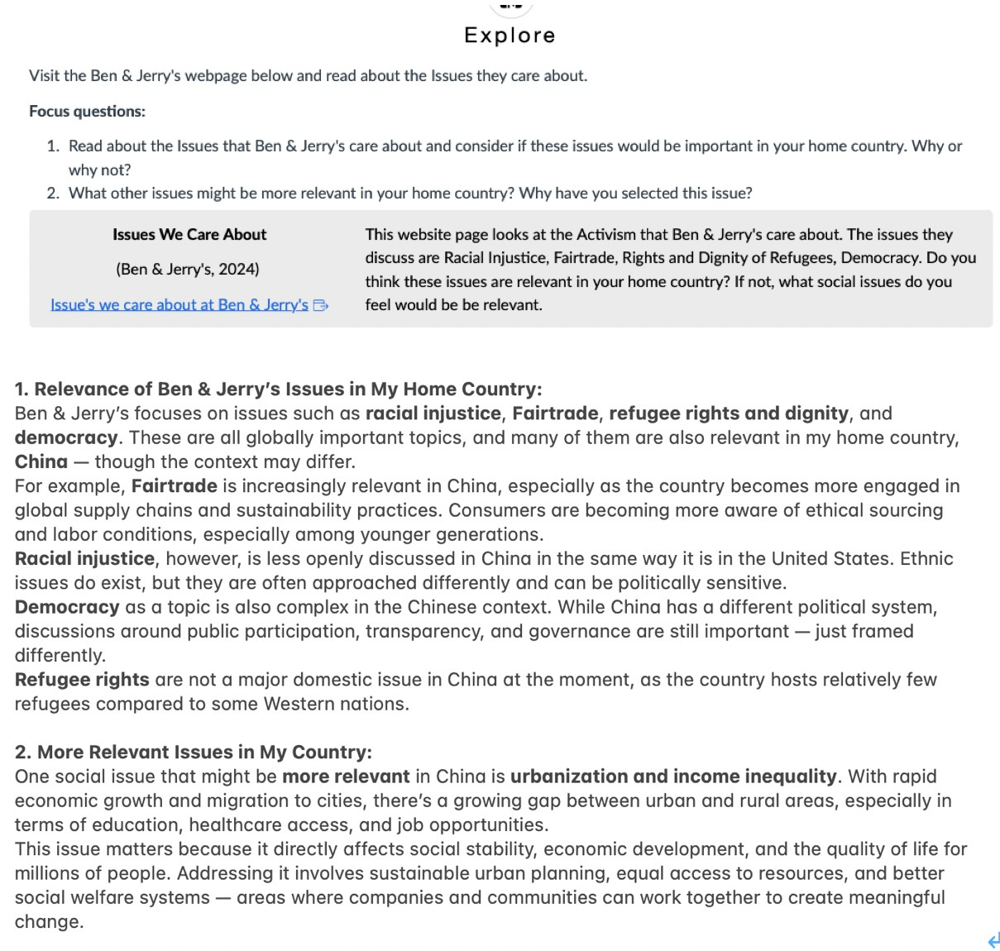 Explore
Visit the Ben & Jerry's webpage below and read about the Issues they care about.
Focus questions:
1. Read about the Issues that Ben & Jerry's care about and consider if these issues would be important in your home country. Why or
why not?
2. What other issues might be more relevant in your home country? Why have you selected this issue?
Issues We Care About
(Ben & Jerry's, 2024)
Issue's we care about at Ben & Jerry's
This website page looks at the Activism that Ben & Jerry's care about. The issues they
discuss are Racial Injustice, Fairtrade, Rights and Dignity of Refugees, Democracy. Do you
think these issues are relevant in your home country? If not, what social issues do you
feel would be be relevant.
1. Relevance of Ben & Jerry’s Issues in My Home Country:
Ben & Jerry’s focuses on issues such as racial injustice, Fairtrade, refugee rights and dignity, and
democracy. These are all globally important topics, and many of them are also relevant in my home country,
China — though the context may differ.
For example, Fairtrade is increasingly relevant in China, especially as the country becomes more engaged in
global supply chains and sustainability practices. Consumers are becoming more aware of ethical sourcing
and labor conditions, especially among younger generations.
Racial injustice, however, is less openly discussed in China in the same way it is in the United States. Ethnic
issues do exist, but they are often approached differently and can be politically sensitive.
Democracy as a topic is also complex in the Chinese context. While China has a different political system,
discussions around public participation, transparency, and governance are still important — just framed
differently.
Refugee rights are not a major domestic issue in China at the moment, as the country hosts relatively few
refugees compared to some Western nations.
2. More Relevant Issues in My Country:
One social issue that might be more relevant in China is urbanization and income inequality. With rapid
economic growth and migration to cities, there’s a growing gap between urban and rural areas, especially in
terms of education, healthcare access, and job opportunities.
This issue matters because it directly affects social stability, economic development, and the quality of life for
millions of people. Addressing it involves sustainable urban planning, equal access to resources, and better
social welfare systems — areas where companies and communities can work together to create meaningful
change.